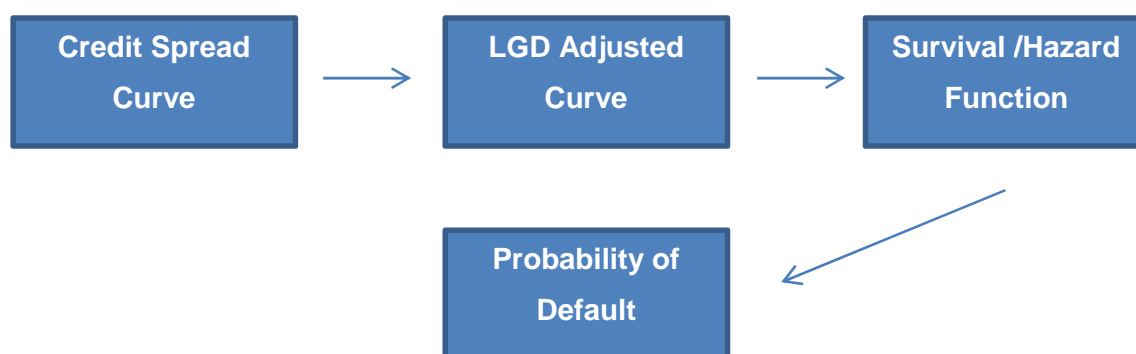 Credit Spread
Curve
LGD Adjusted
Curve
Survival /Hazard
Function
Probability of
Default